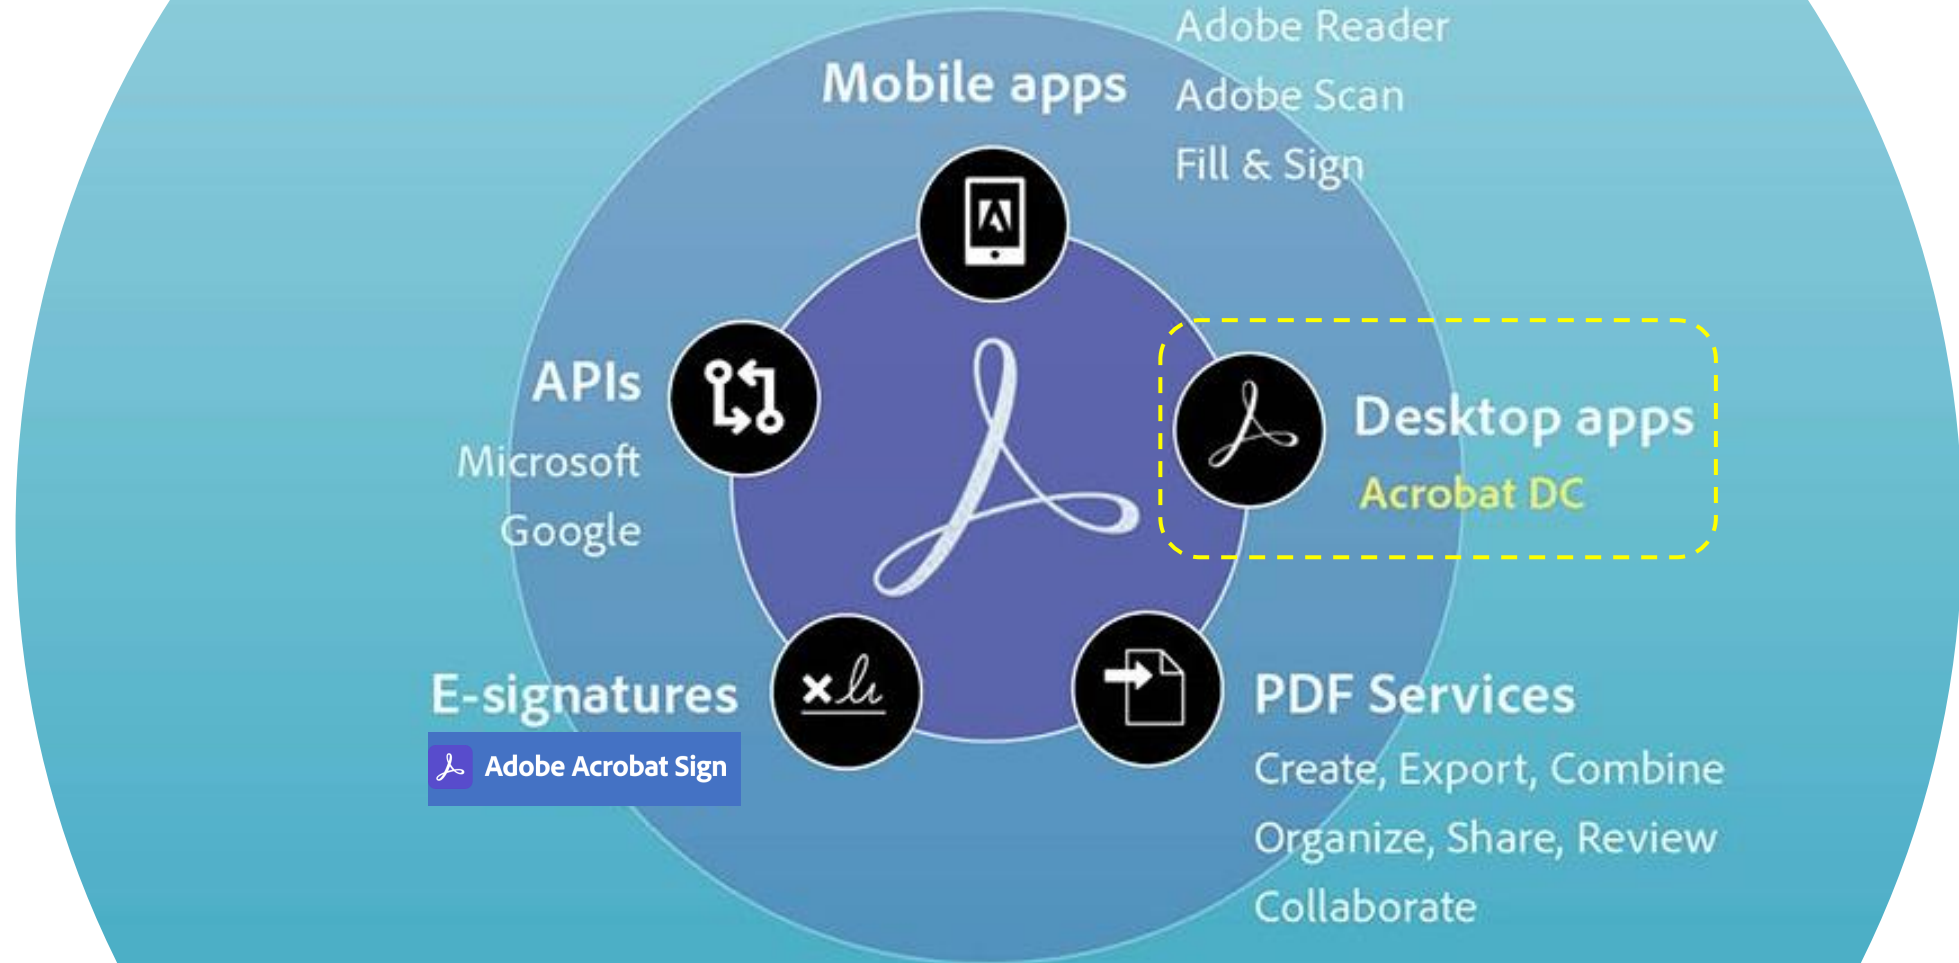 Mobile apps
Adobe Reader
Adobe Scan
Fill & Sign
APIs
Microsoft
Google
Desktop apps
Acrobat DC
E-signatures
Adobe Acrobat Sign
PDF Services
Create, Export, Combine
Organize, Share, Review
Collaborate